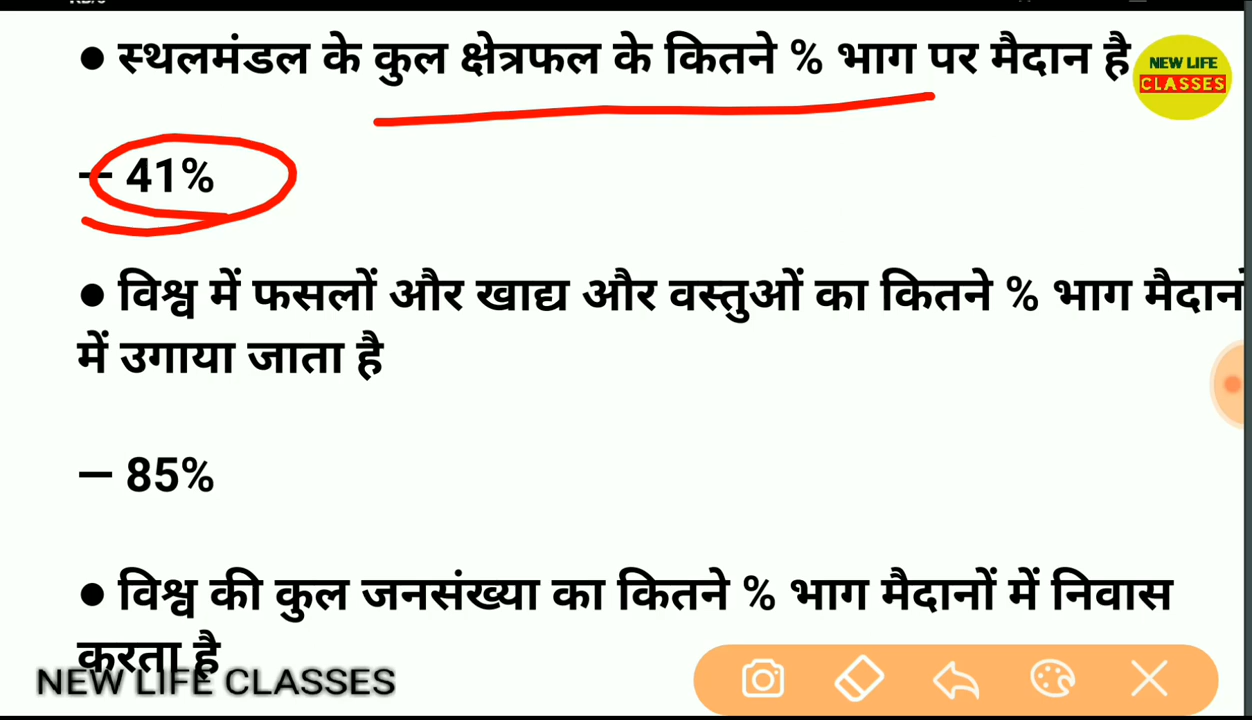 ● स्थलमंडल के कुल क्षेत्रफल के कितने % भाग पर मैदान है
NEW LIFE
CLASSES
– 41%
● विश्व में फसलों और खाद्य और वस्तुओं का कितने % भाग मैदानों
में उगाया जाता है
– 85%
● विश्व की कुल जनसंख्या का कितने % भाग मैदानों में निवास
करता है
NEW LIFE CLASSES